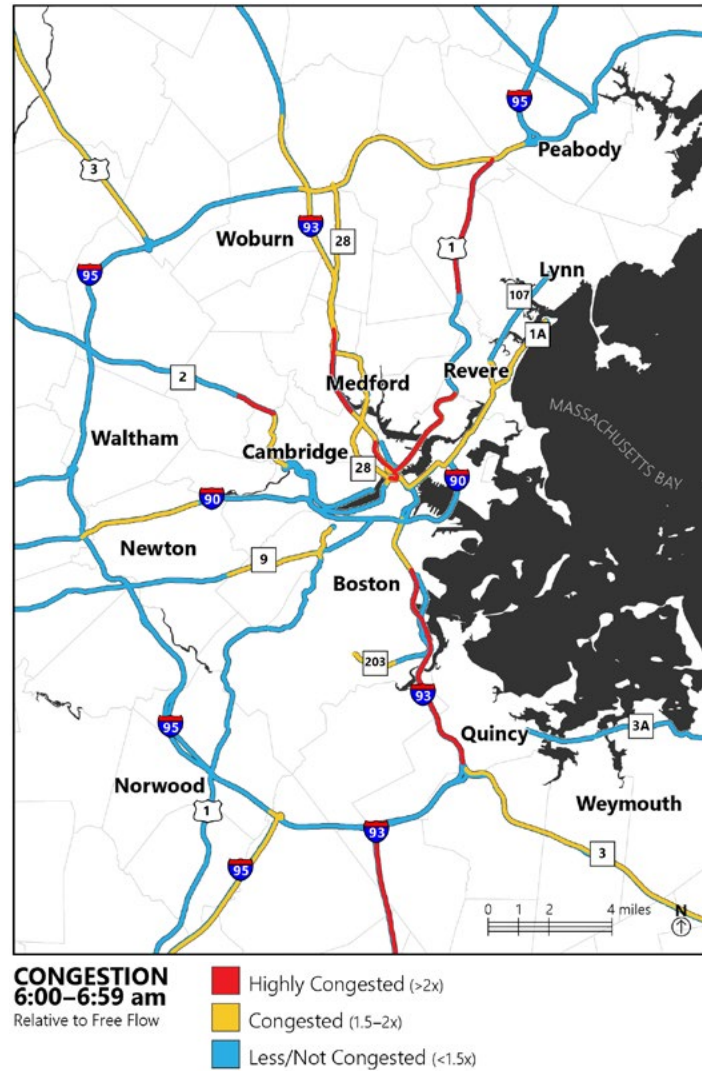 95
Peabody
3
93
28
Woburn
1
95
107
Lynn
1A
2
Medford
Revere
MASSACHUSETTS BAY
Waltham
Cambridge
28
90
90
Newton
9
Boston
203
93
95
Quincy
3A
Norwood
1
Weymouth
93
3
95
0 1 2 4 miles
N
CONGESTION
6:00–6:59 am
Relative to Free Flow
Highly Congested (>2x)
Congested (1.5–2x)
Less/Not Congested (<1.5x)